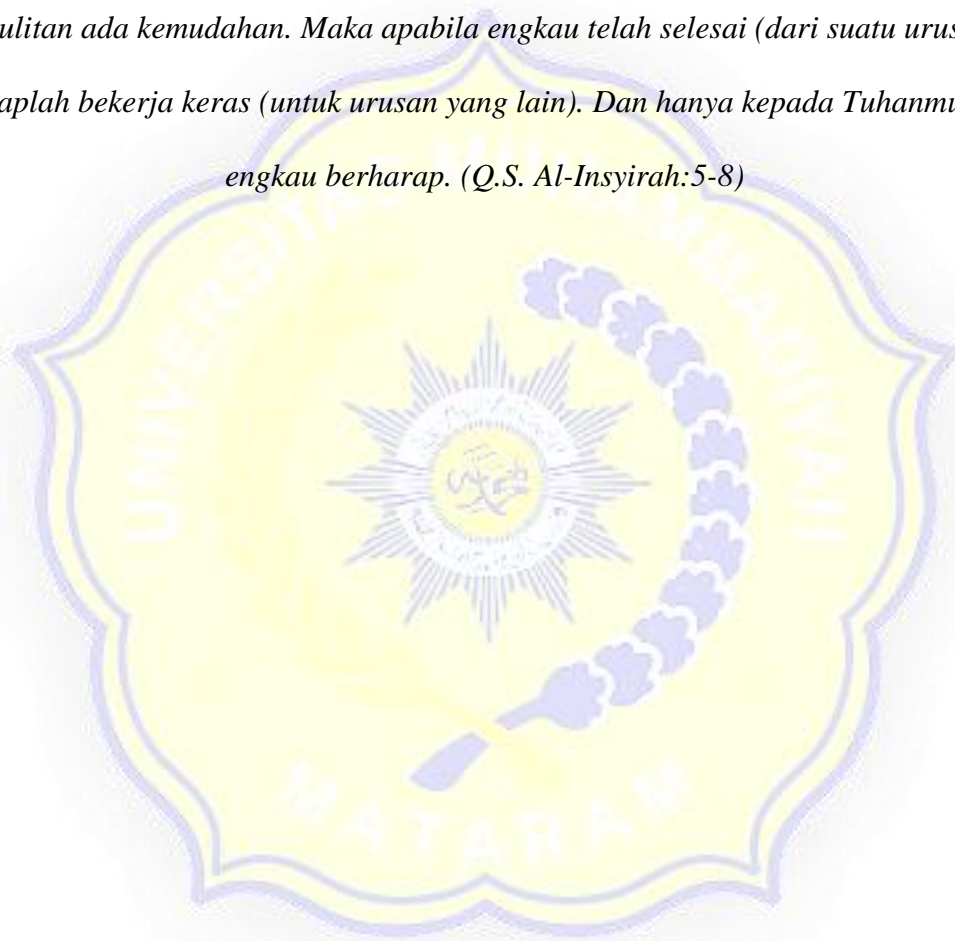 ulitan ada kemudahan. Maka apabila engkau telah selesai (dari suatu urus
aplah bekerja keras (untuk urusan yang lain). Dan hanya kepada Tuhanmu
engkau berharap. (Q.S. Al-Insyirah:5-8)
UNIVERSITAS MUHAMMADIYAH
MATARAM